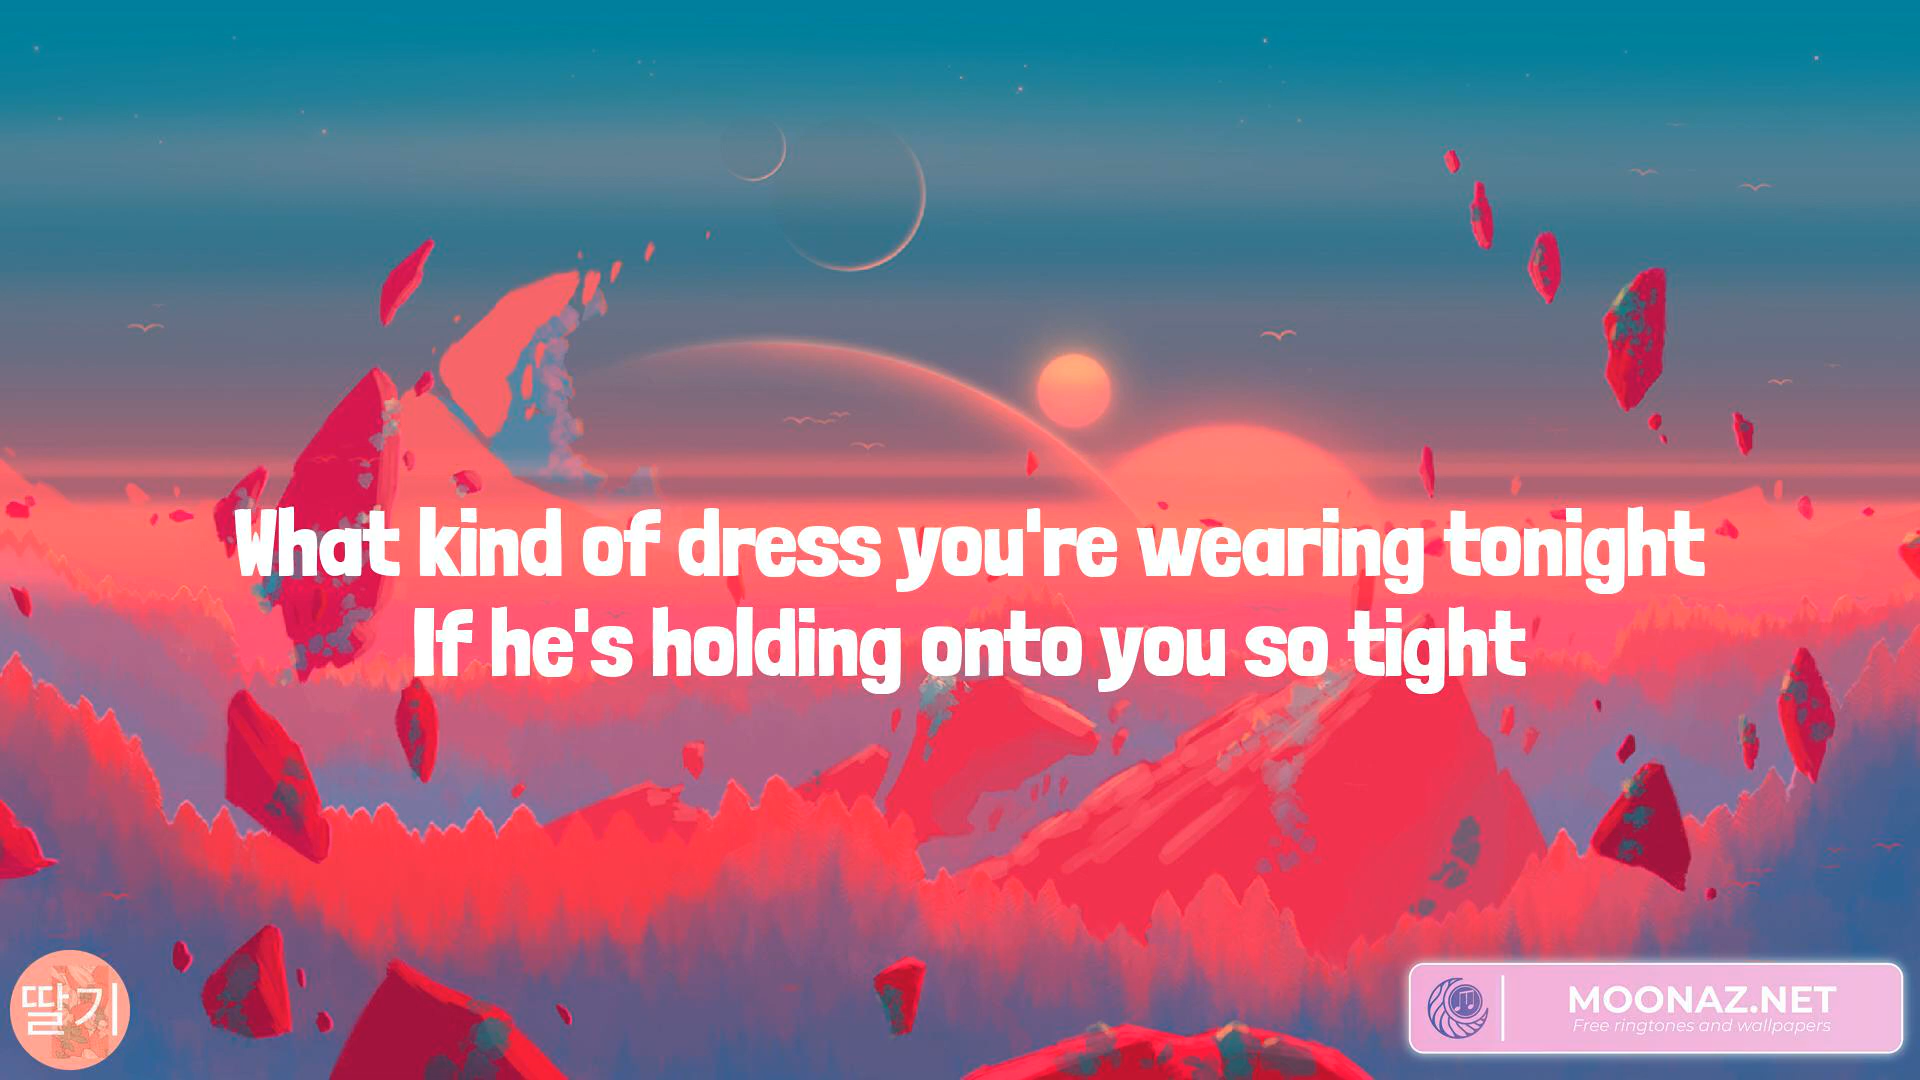 What kind of dress you're wearing tonight
If he's holding onto you so tight
딸기
MOONAZ.NET
Free ringtones and wallpapers